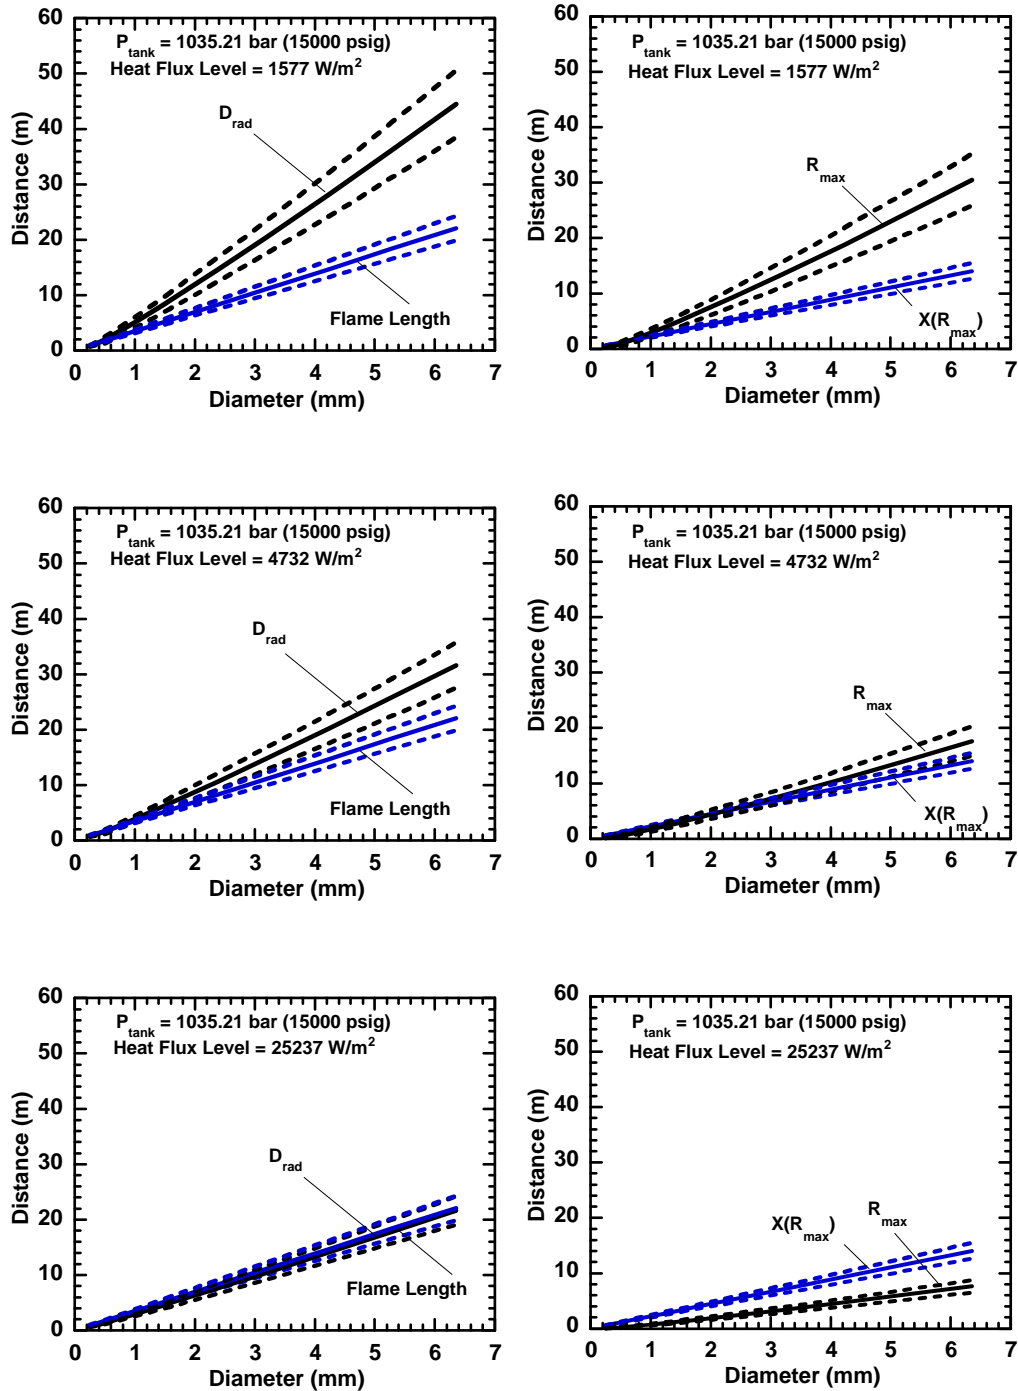 P_tank = 1035.21 bar (15000 psig)
Heat Flux Level = 1577 W/m²
D_rad
Flame Length
Distance (m)
60
50
40
30
20
10
0
0 1 2 3 4 5 6 7
Diameter (mm)
P_tank = 1035.21 bar (15000 psig)
Heat Flux Level = 1577 W/m²
R_max
X(R_max)
Distance (m)
60
50
40
30
20
10
0
0 1 2 3 4 5 6 7
Diameter (mm)
P_tank = 1035.21 bar (15000 psig)
Heat Flux Level = 4732 W/m²
D_rad
Flame Length
Distance (m)
60
50
40
30
20
10
0
0 1 2 3 4 5 6 7
Diameter (mm)
P_tank = 1035.21 bar (15000 psig)
Heat Flux Level = 4732 W/m²
R_max
X(R_max)
Distance (m)
60
50
40
30
20
10
0
0 1 2 3 4 5 6 7
Diameter (mm)
P_tank = 1035.21 bar (15000 psig)
Heat Flux Level = 25237 W/m²
D_rad
Flame Length
Distance (m)
60
50
40
30
20
10
0
0 1 2 3 4 5 6 7
Diameter (mm)
P_tank = 1035.21 bar (15000 psig)
Heat Flux Level = 25237 W/m²
X(R_max)
R_max
Distance (m)
60
50
40
30
20
10
0
0 1 2 3 4 5 6 7
Diameter (mm)